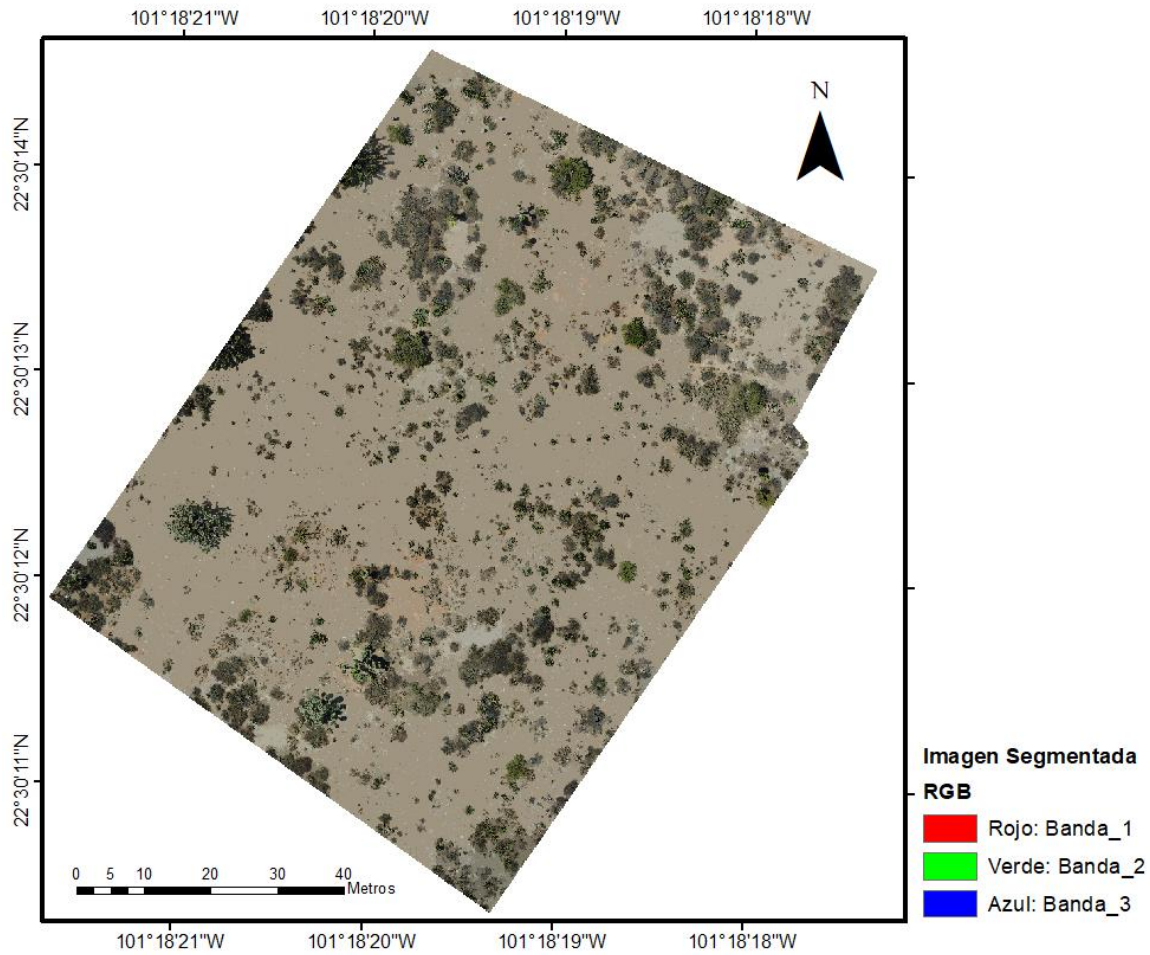 101°18'21"W 101°18'20"W 101°18'19"W 101°18'18"W
N
22°30'14"N
22°30'13"N
22°30'12"N
22°30'11"N
Imagen Segmentada
RGB
Rojo: Banda_1
Verde: Banda_2
Azul: Banda_3
0 5 10 20 30 40
Metros
101°18'21"W 101°18'20"W 101°18'19"W 101°18'18"W